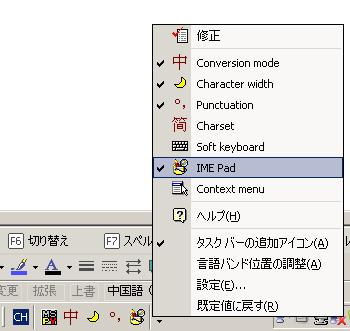 修正
中 Conversion mode
Character width
°, Punctuation
简 Charset
Soft keyboard
IME Pad
Context menu
ヘルプ(H)
タスク バーの追加アイコン(A)
言語バンド位置の調整(A)
設定(E)...
既定値に戻す(R)
F6 切り替え F7 スペル
変更 拡張 上書 中国語(
CH 中 °,